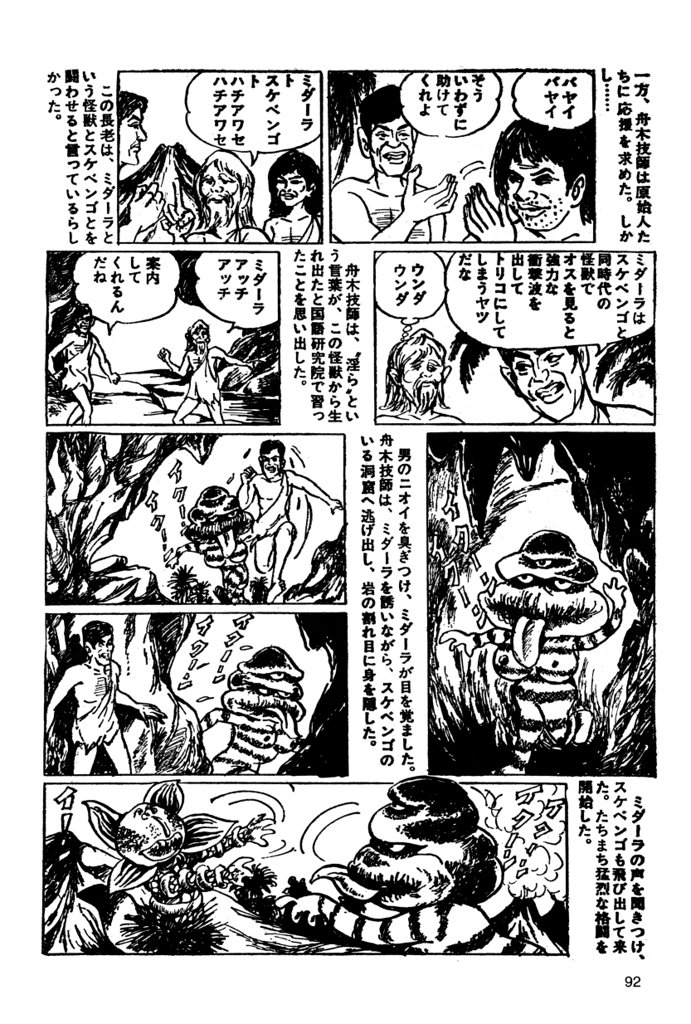 一方、舟木技師は原始人た
ちに応援を求めた。しか
し……
バヤイ
バヤイ
そう
いわずに
助けて
くれよ
ミダーラ
ト
スケベンゴ
ト
ハチアワセ
ハチアワセ
この長老は、ミダーラと
いう怪獣とスケベンゴとを
闘わせると言っているらし
かった。
ミダーラは
スケベンゴと
同時代の
怪獣で
オスを見ると
強力な
衝撃波を
出して
トリコにして
しまうヤツ
だな
ウンダ
ウンダ
舟木技師は、〝淫ら〟とい
う言葉が、この怪獣から生
れ出たと国語研究院で習っ
たことを思い出した。
ミダーラ
アッチ
アッチ
案内
して
くれるん
だね
イクーン
イクーン
男のニオイを臭ぎつけ、ミダーラが目を覚ました。
舟木技師は、ミダーラを誘いながら、スケベンゴの
いる洞窟へ逃げ出し、岩の割れ目に身を隠した。
イクーン
イクーン
イクーン
イクーン
ミダーラの声を聞きつけ、
スケベンゴも飛び出して来
た。たちまち猛烈な格闘を
開始した。
イクーン
イクーン
イーン
92